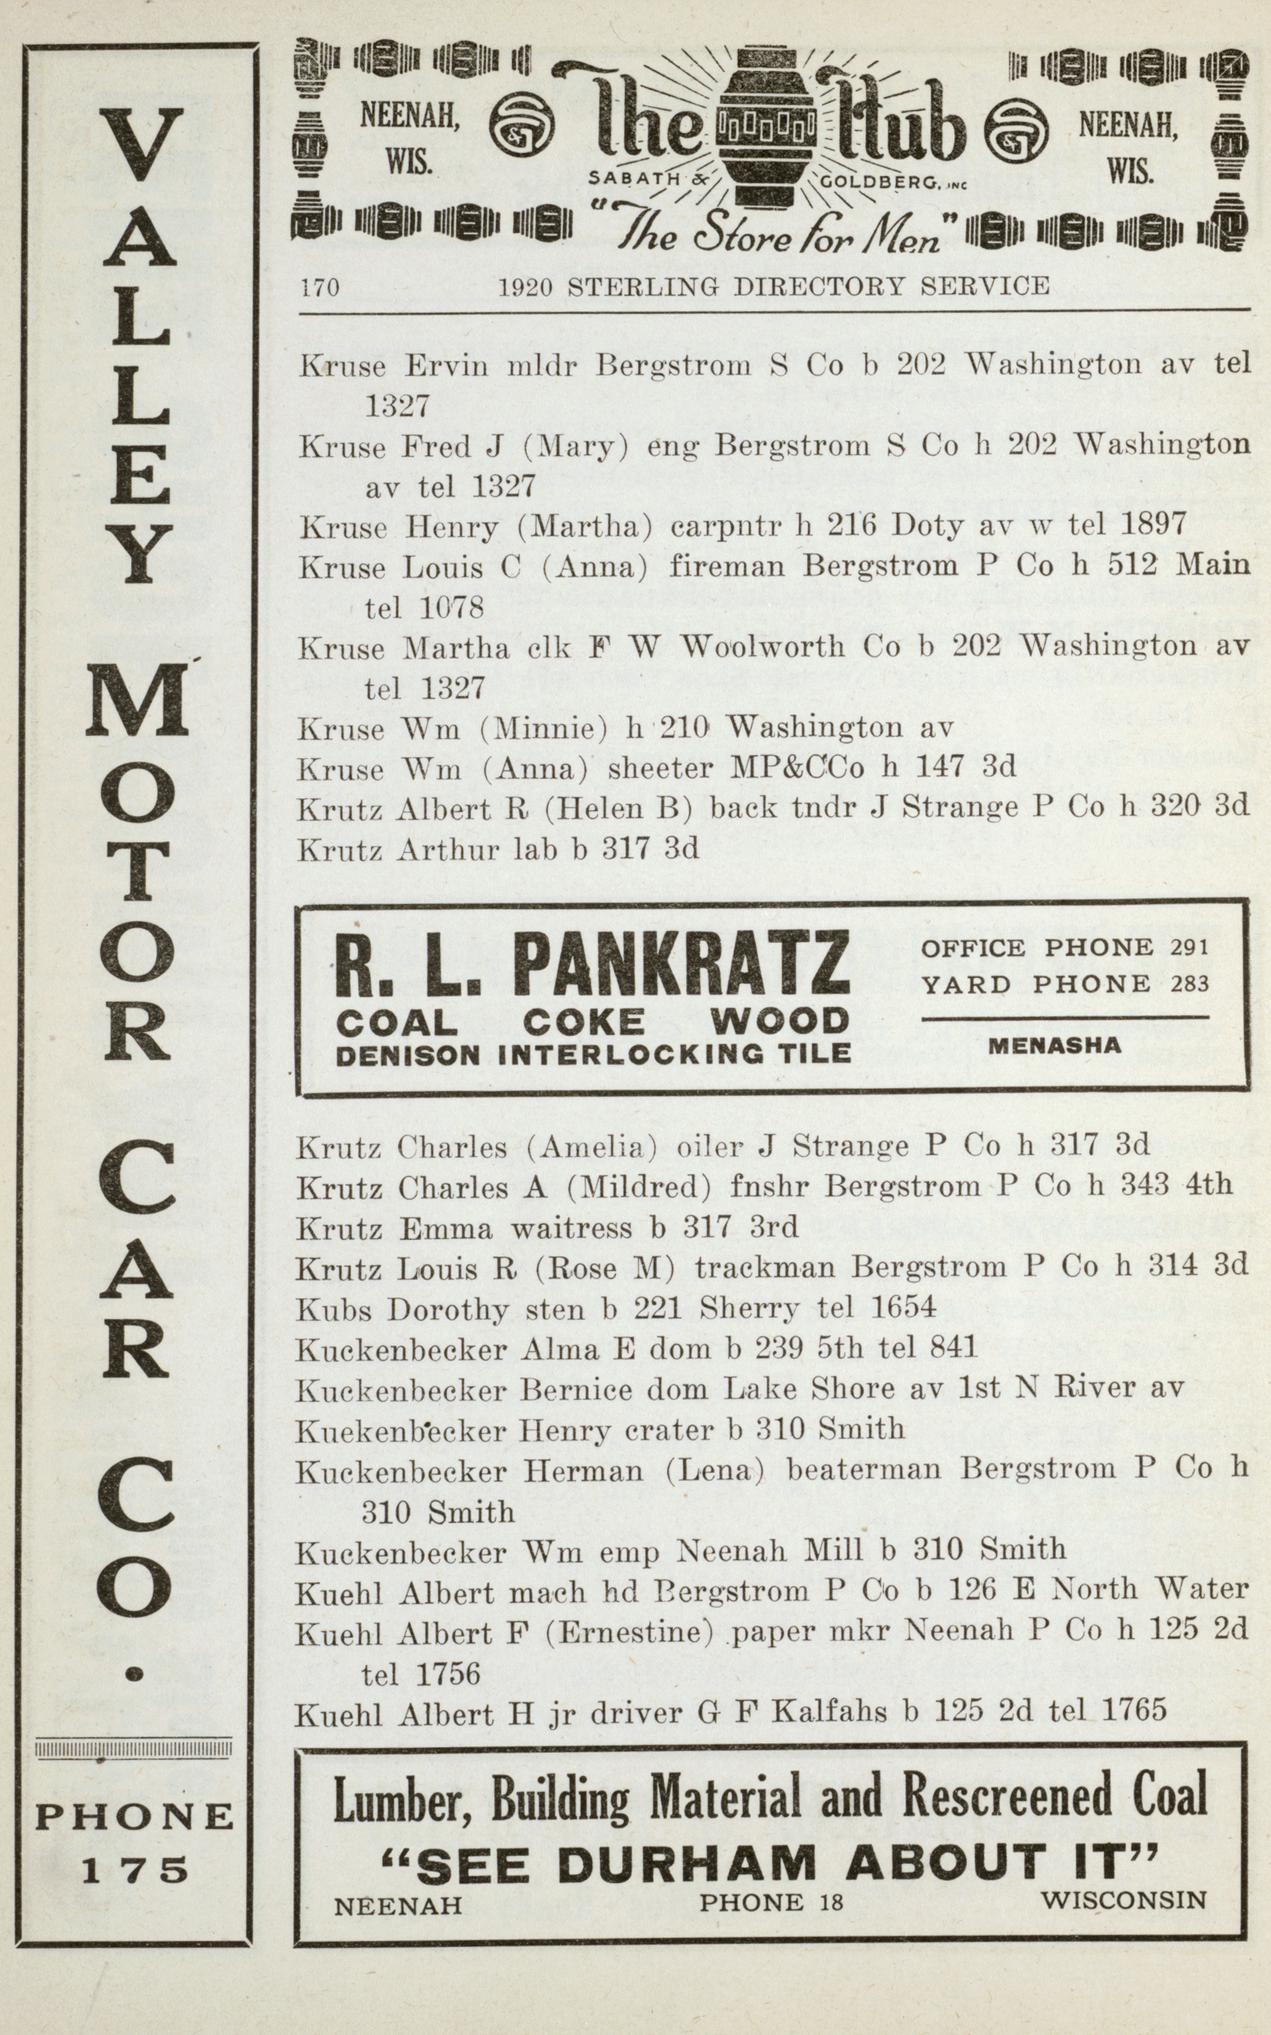 VALLEY MOTOR CAR CO.
PHONE
175
NEENAH,
WIS.
The Hub
NEENAH,
WIS.
SABATH & GOLDBERG, INC
"The Store for Men"
170 1920 STERLING DIRECTORY SERVICE
Kruse Ervin mldr Bergstrom S Co b 202 Washington av tel
1327
Kruse Fred J (Mary) eng Bergstrom S Co h 202 Washington
av tel 1327
Kruse Henry (Martha) carpntr h 216 Doty av w tel 1897
Kruse Louis C (Anna) fireman Bergstrom P Co h 512 Main
tel 1078
Kruse Martha clk F W Woolworth Co b 202 Washington av
tel 1327
Kruse Wm (Minnie) h 210 Washington av
Kruse Wm (Anna) sheeter MP&CCo h 147 3d
Krutz Albert R (Helen B) back tndr J Strange P Co h 320 3d
Krutz Arthur lab b 317 3d
R. L. PANKRATZ
COAL COKE WOOD
DENISON INTERLOCKING TILE
OFFICE PHONE 291
YARD PHONE 283
MENASHA
Krutz Charles (Amelia) oiler J Strange P Co h 317 3d
Krutz Charles A (Mildred) fnshr Bergstrom P Co h 343 4th
Krutz Emma waitress b 317 3rd
Krutz Louis R (Rose M) trackman Bergstrom P Co h 314 3d
Kubs Dorothy sten b 221 Sherry tel 1654
Kuckenbecker Alma E dom b 239 5th tel 841
Kuckenbecker Bernice dom Lake Shore av 1st N River av
Kuekenbecker Henry crater b 310 Smith
Kuckenbecker Herman (Lena) beaterman Bergstrom P Co h
310 Smith
Kuckenbecker Wm emp Neenah Mill b 310 Smith
Kuehl Albert mach hd Bergstrom P Co b 126 E North Water
Kuehl Albert F (Ernestine) paper mkr Neenah P Co h 125 2d
tel 1756
Kuehl Albert H jr driver G F Kalfahs b 125 2d tel 1765
Lumber, Building Material and Rescreened Coal
"SEE DURHAM ABOUT IT"
NEENAH PHONE 18 WISCONSIN